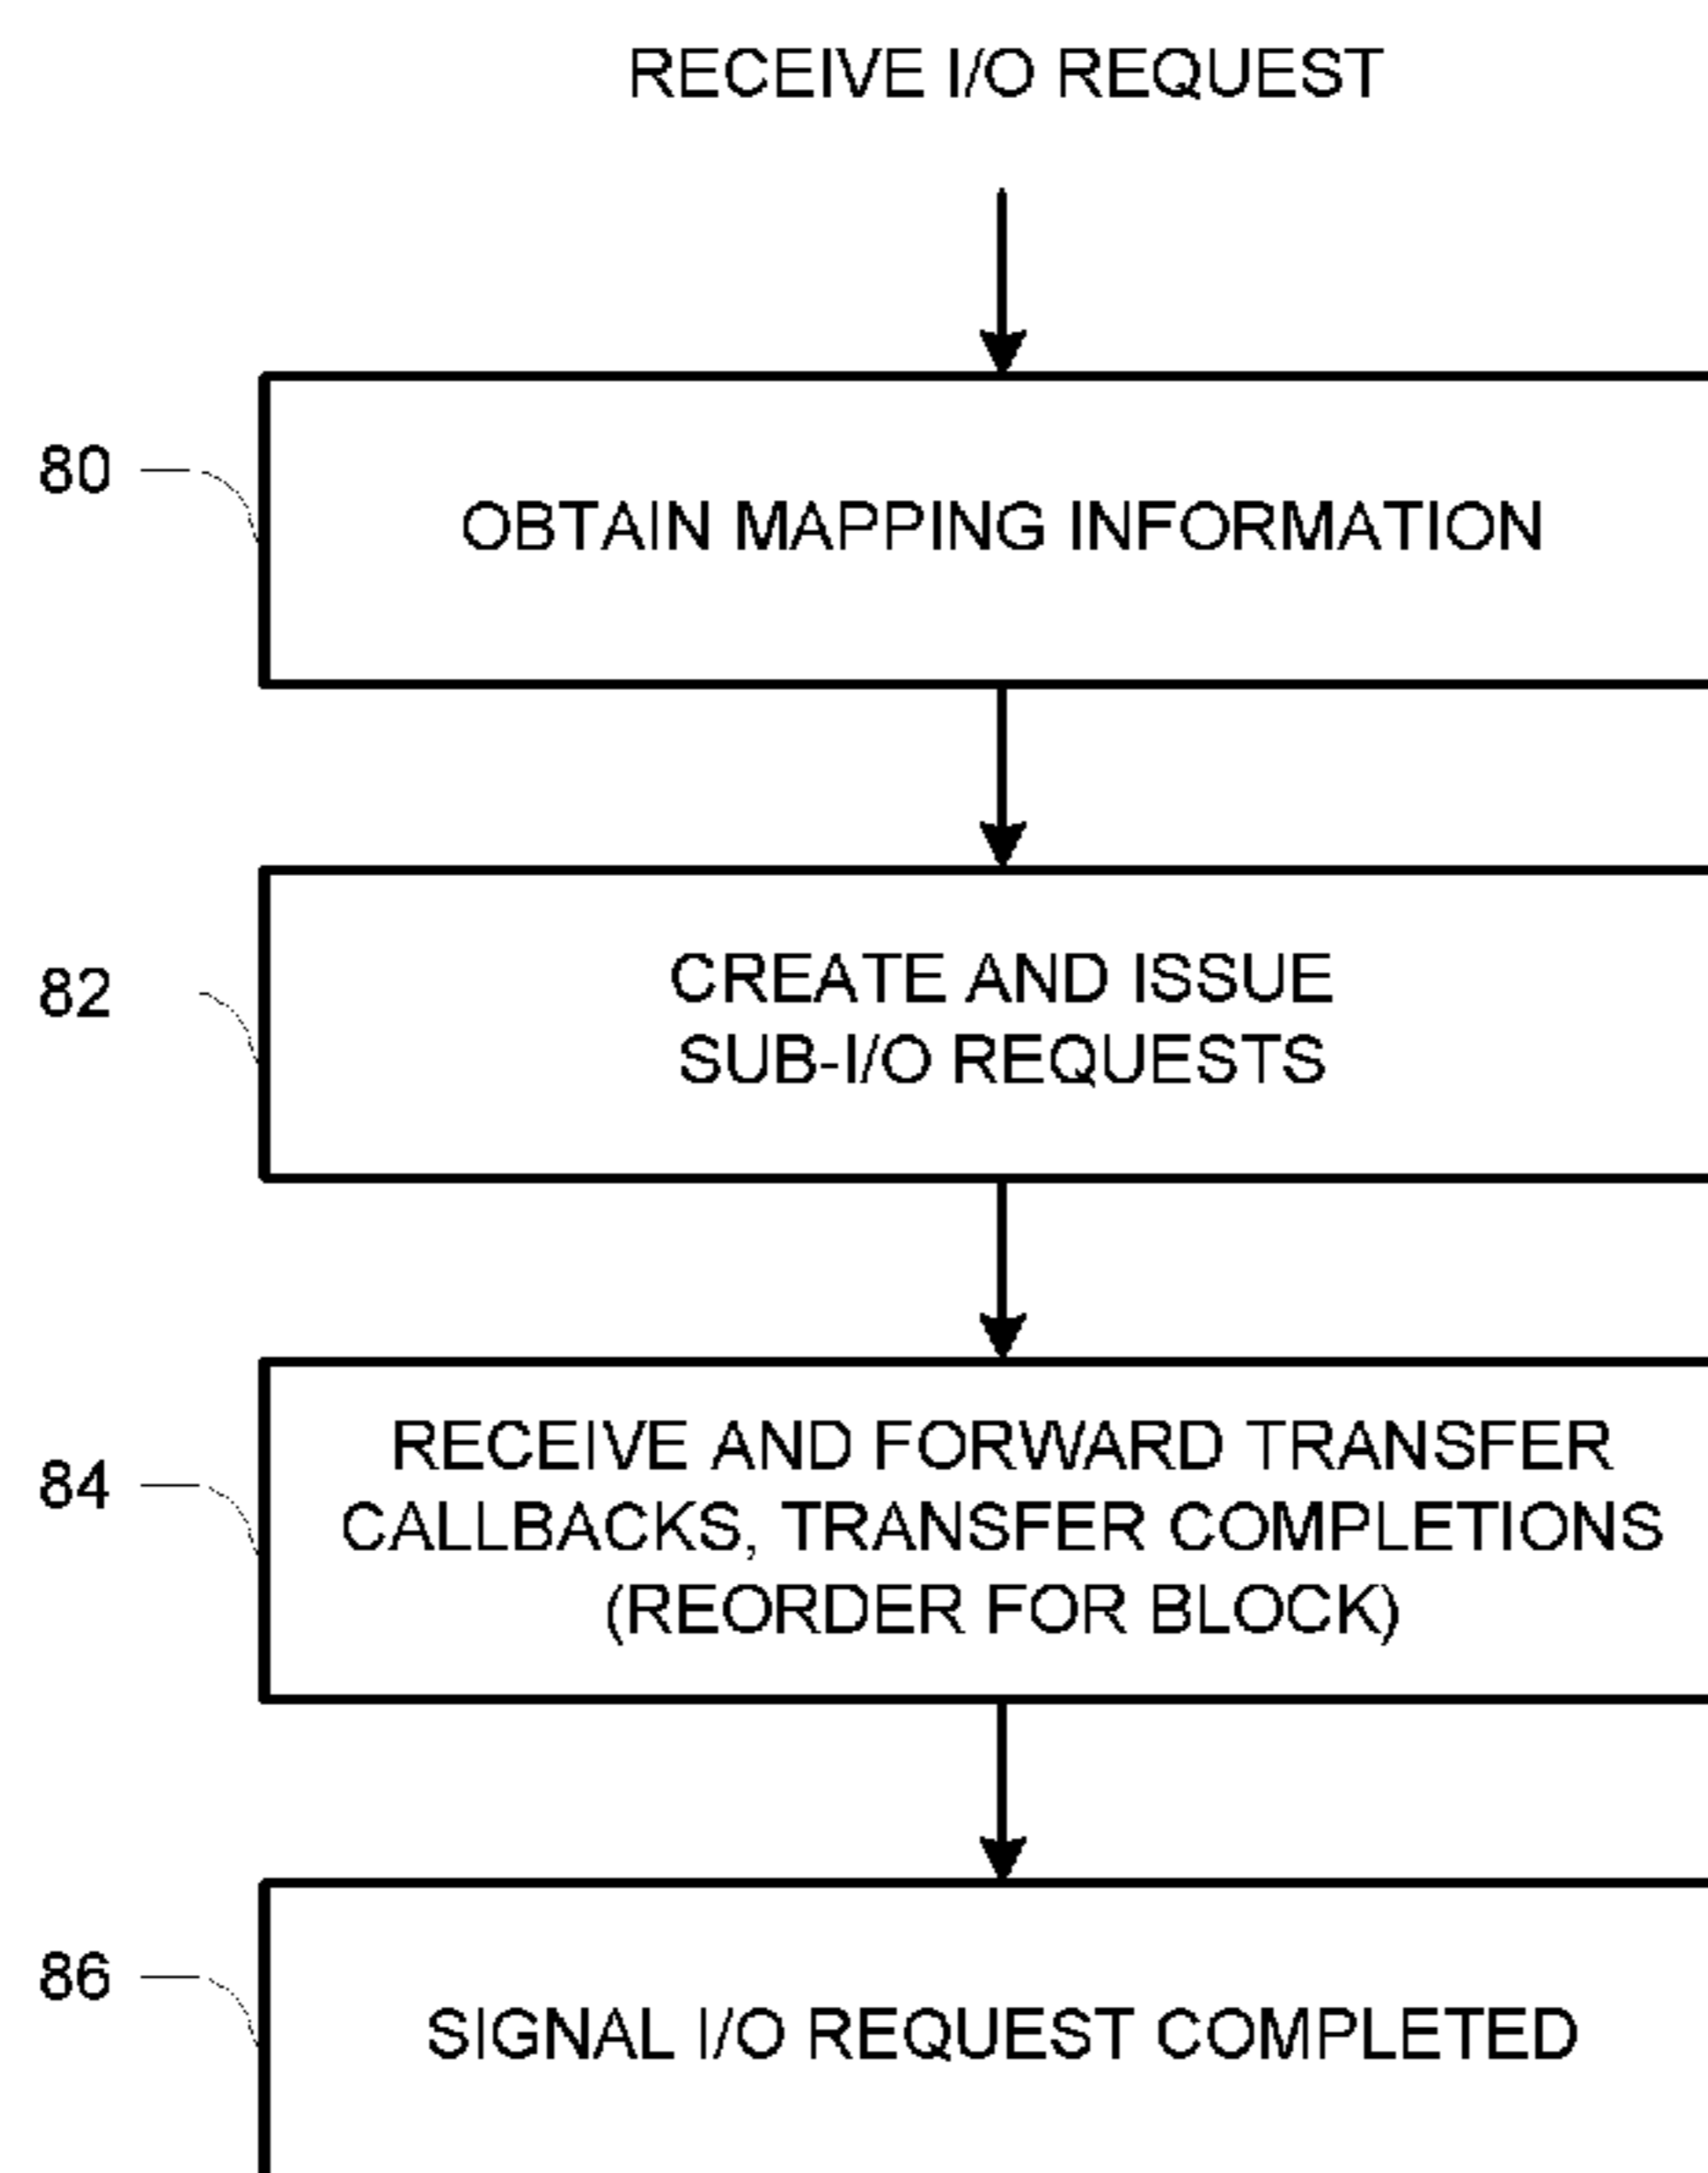 RECEIVE I/O REQUEST
80
OBTAIN MAPPING INFORMATION
82
CREATE AND ISSUE
SUB-I/O REQUESTS
84
RECEIVE AND FORWARD TRANSFER
CALLBACKS, TRANSFER COMPLETIONS
(REORDER FOR BLOCK)
86
SIGNAL I/O REQUEST COMPLETED